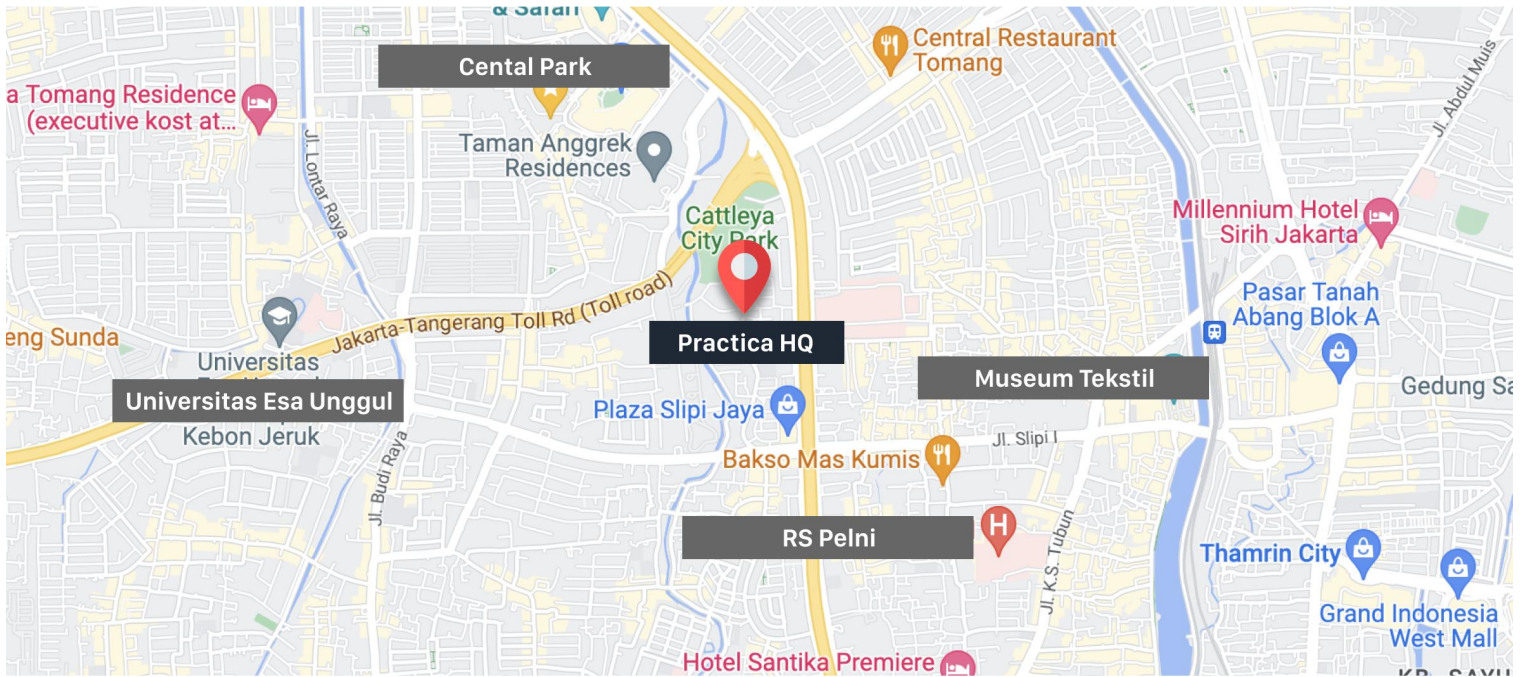 & Safari
Central Restaurant
Tomang
Cental Park
a Tomang Residence
(executive kost at...
Jl. Abdul Muis
Taman Anggrek
Residences
Jl. Lontar Raya
Cattleya
City Park
Millennium Hotel
Sirih Jakarta
Pasar Tanah
Abang Blok A
Jakarta-Tangerang Toll Rd (Toll road)
eng Sunda
Practica HQ
Universitas
Museum Tekstil
Universitas Esa Unggul
Gedung Sa
Plaza Slipi Jaya
Kebon Jeruk
Jl. Slipi I
Bakso Mas Kumis
Jl. Budi Raya
RS Pelni
H
Jl. K.S. Tubun
Thamrin City
Grand Indonesia
West Mall
Hotel Santika Premiere